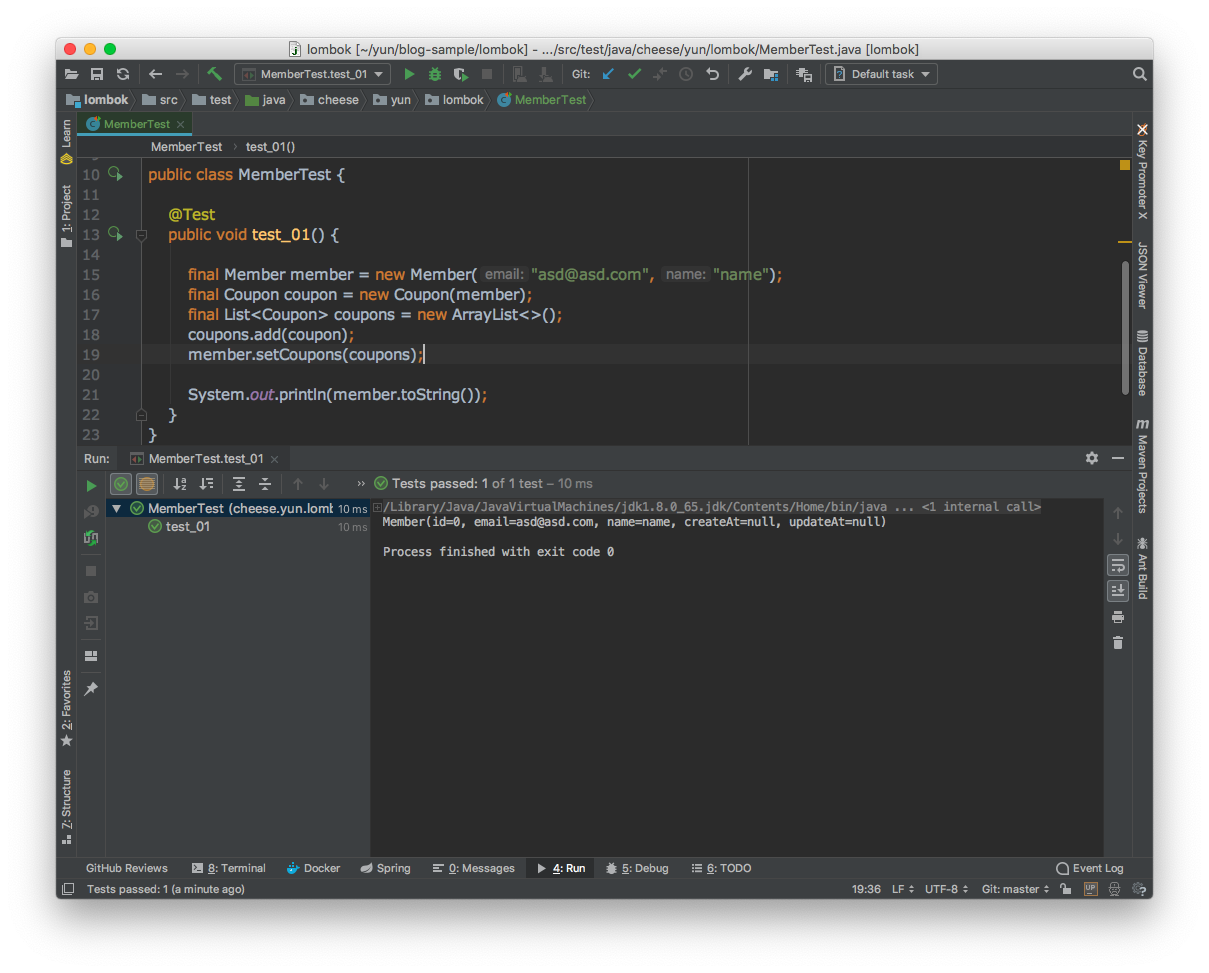 lombok [~/yun/blog-sample/lombok] - .../src/test/java/cheese/yun/lombok/MemberTest.java [lombok]
MemberTest.test_01 Git: Default task
lombok src test java cheese yun lombok MemberTest
Learn
1: Project
2: Favorites
7: Structure
MemberTest
MemberTest › test_01()
10 public class MemberTest {
11
12 @Test
13 public void test_01() {
14
15 final Member member = new Member( email: "asd@asd.com", name: "name");
16 final Coupon coupon = new Coupon(member);
17 final List<Coupon> coupons = new ArrayList<>();
18 coupons.add(coupon);
19 member.setCoupons(coupons);
20
21 System.out.println(member.toString());
22 }
23 }
Key Promoter X
JSON Viewer
Database
m Maven Projects
Ant Build
Run: MemberTest.test_01
» Tests passed: 1 of 1 test – 10 ms
MemberTest (cheese.yun.lomb 10 ms
test_01 10 ms
/Library/Java/JavaVirtualMachines/jdk1.8.0_65.jdk/Contents/Home/bin/java ... <1 internal call>
Member(id=0, email=asd@asd.com, name=name, createAt=null, updateAt=null)
Process finished with exit code 0
GitHub Reviews 8: Terminal Docker Spring 0: Messages 4: Run 5: Debug 6: TODO Event Log
Tests passed: 1 (a minute ago) 19:36 LF UTF-8 Git: master UP